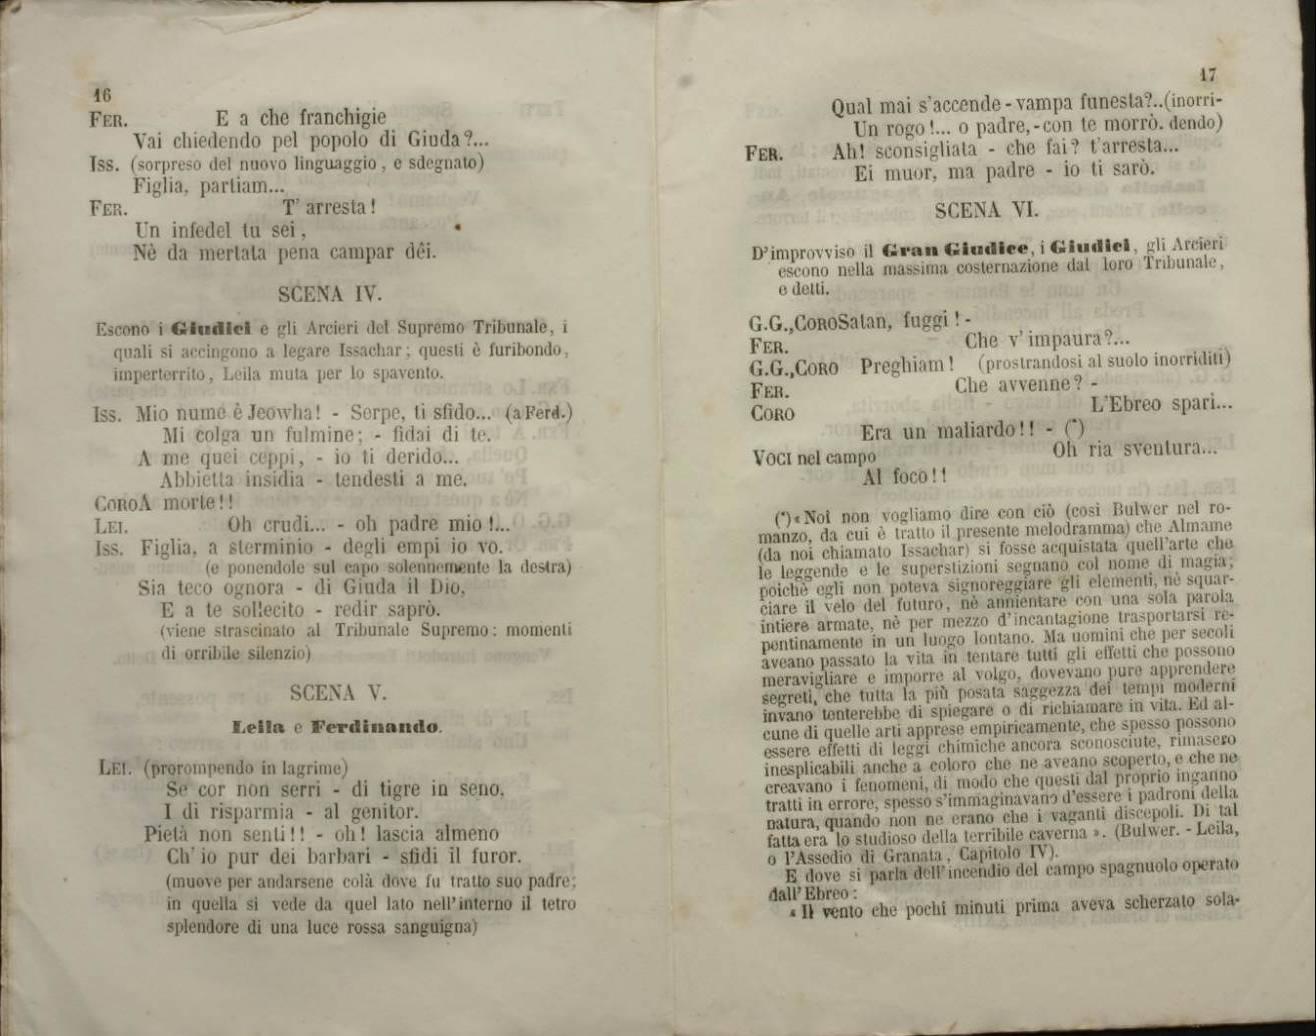 16
FER. E a che franchigie
Vai chiedendo pel popolo di Giuda?...
ISS. (sorpreso del nuovo linguaggio, e sdegnato)
Figlia, partiam...
FER. T' arresta!
Un infedel tu sei,
Nè da mertata pena campar dêi.
SCENA IV.
Escono i Giudici e gli Arcieri del Supremo Tribunale, i
quali si accingono a legare Issachar; questi è furibondo,
imperterrito, Leila muta per lo spavento.
ISS. Mio nume è Jeowha! - Serpe, ti sfido... (a Ferd.)
Mi colga un fulmine; - fidai di te.
A me quei ceppi, - io ti derido...
Abbietta insidia - tendesti a me.
CORO A morte!!
LEI. Oh crudi... - oh padre mio!...
ISS. Figlia, a sterminio - degli empi io vo.
(e ponendole sul capo solennemente la destra)
Sia teco ognora - di Giuda il Dio,
E a te sollecito - redir saprò.
(viene strascinato al Tribunale Supremo: momenti
di orribile silenzio)
SCENA V.
Leila e Ferdinando.
LEI. (prorompendo in lagrime)
Se cor non serri - di tigre in seno,
I di risparmia - al genitor.
Pietà non senti!! - oh! lascia almeno
Ch' io pur dei barbari - sfidi il furor.
(muove per andarsene colà dove fu tratto suo padre;
in quella si vede da quel lato nell'interno il tetro
splendore di una luce rossa sanguigna)
17
Qual mai s'accende - vampa funesta?..(inorri-
Un rogo!... o padre, - con te morrò. dendo)
FER. Ah! sconsigliata - che fai? t'arresta...
Ei muor, ma padre - io ti sarò.
SCENA VI.
D'improvviso il Gran Giudice, i Giudici, gli Arcieri
escono nella massima costernazione dal loro Tribunale,
e detti.
G.G., CORO Satan, fuggi! -
FER. Che v' impaura?...
G.G., CORO Preghiam! (prostrandosi al suolo inorriditi)
FER. Che avvenne? -
CORO L'Ebreo sparì...
Era un maliardo!! - (*)
VOCI nel campo Oh ria sventura...
Al foco!!
(*) « Noi non vogliamo dire con ciò (così Bulwer nel ro-
manzo, da cui è tratto il presente melodramma) che Almame
(da noi chiamato Issachar) si fosse acquistata quell'arte che
le leggende e le superstizioni segnano col nome di magia;
poichè egli non poteva signoreggiare gli elementi, nè squar-
ciare il velo del futuro, nè annientare con una sola parola
intiere armate, nè per mezzo d'incantagione trasportarsi re-
pentinamente in un luogo lontano. Ma uomini che per secoli
aveano passato la vita in tentare tutti gli effetti che possono
meravigliare e imporre al volgo, dovevano pure apprendere
segreti, che tutta la più posata saggezza dei tempi moderni
invano tenterebbe di spiegare o di richiamare in vita. Ed al-
cune di quelle arti apprese empiricamente, che spesso possono
essere effetti di leggi chimiche ancora sconosciute, rimasero
inesplicabili anche a coloro che ne aveano scoperto, e che ne
creavano i fenomeni, di modo che questi dal proprio inganno
tratti in errore, spesso s'immaginavano d'essere i padroni della
natura, quando non ne erano che i vaganti discepoli. Di tal
fatta era lo studioso della terribile caverna ». (Bulwer. - Leila,
o l'Assedio di Granata, Capitolo IV).
E dove si parla dell'incendio del campo spagnuolo operato
dall'Ebreo:
« Il vento che pochi minuti prima aveva scherzato sola-